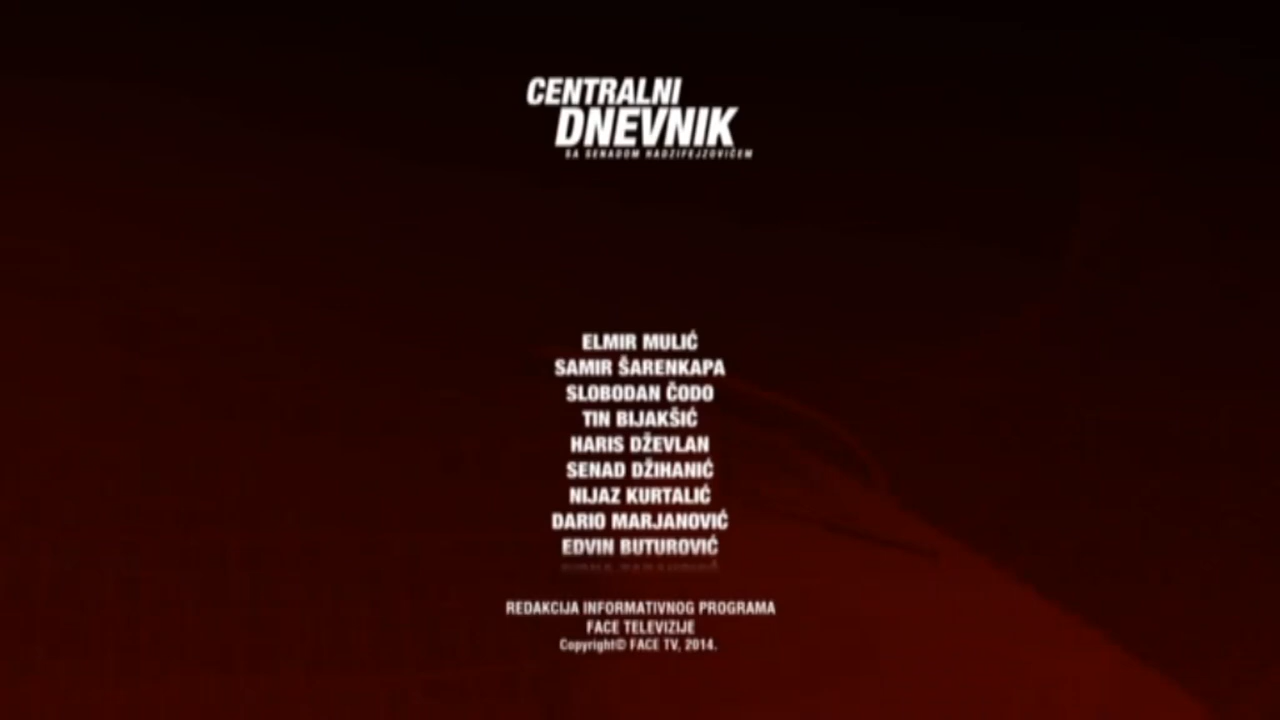 CENTRALNI
DNEVNIK
SA SENADOM HADZIFEJZOVICEM
ELMIR MULIĆ
SAMIR ŠARENKAPA
SLOBODAN ČODO
TIN BIJAKŠIĆ
HARIS DŽEVLAN
SENAD DŽIHANIĆ
NIJAZ KURTALIĆ
DARIO MARJANOVIĆ
EDVIN BUTUROVIĆ
REDAKCIJA INFORMATIVNOG PROGRAMA
FACE TELEVIZIJE
Copyright© FACE TV, 2014.